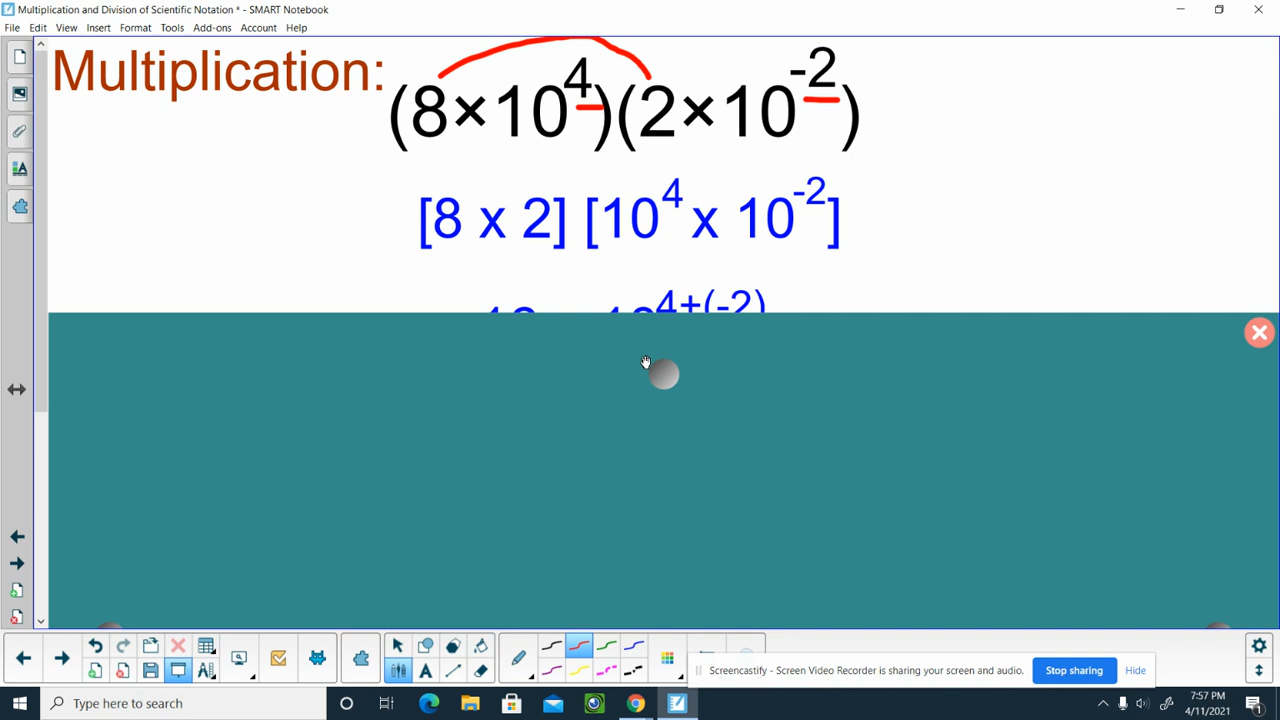 Multiplication and Division of Scientific Notation * - SMART Notebook
File Edit View Insert Format Tools Add-ons Account Help
Multiplication: (8×10⁴)(2×10⁻²)
[8 x 2] [10⁴ x 10⁻²]
4+(-2)
Screencastify - Screen Video Recorder is sharing your screen and audio. Stop sharing Hide
Type here to search
7:57 PM
4/11/2021